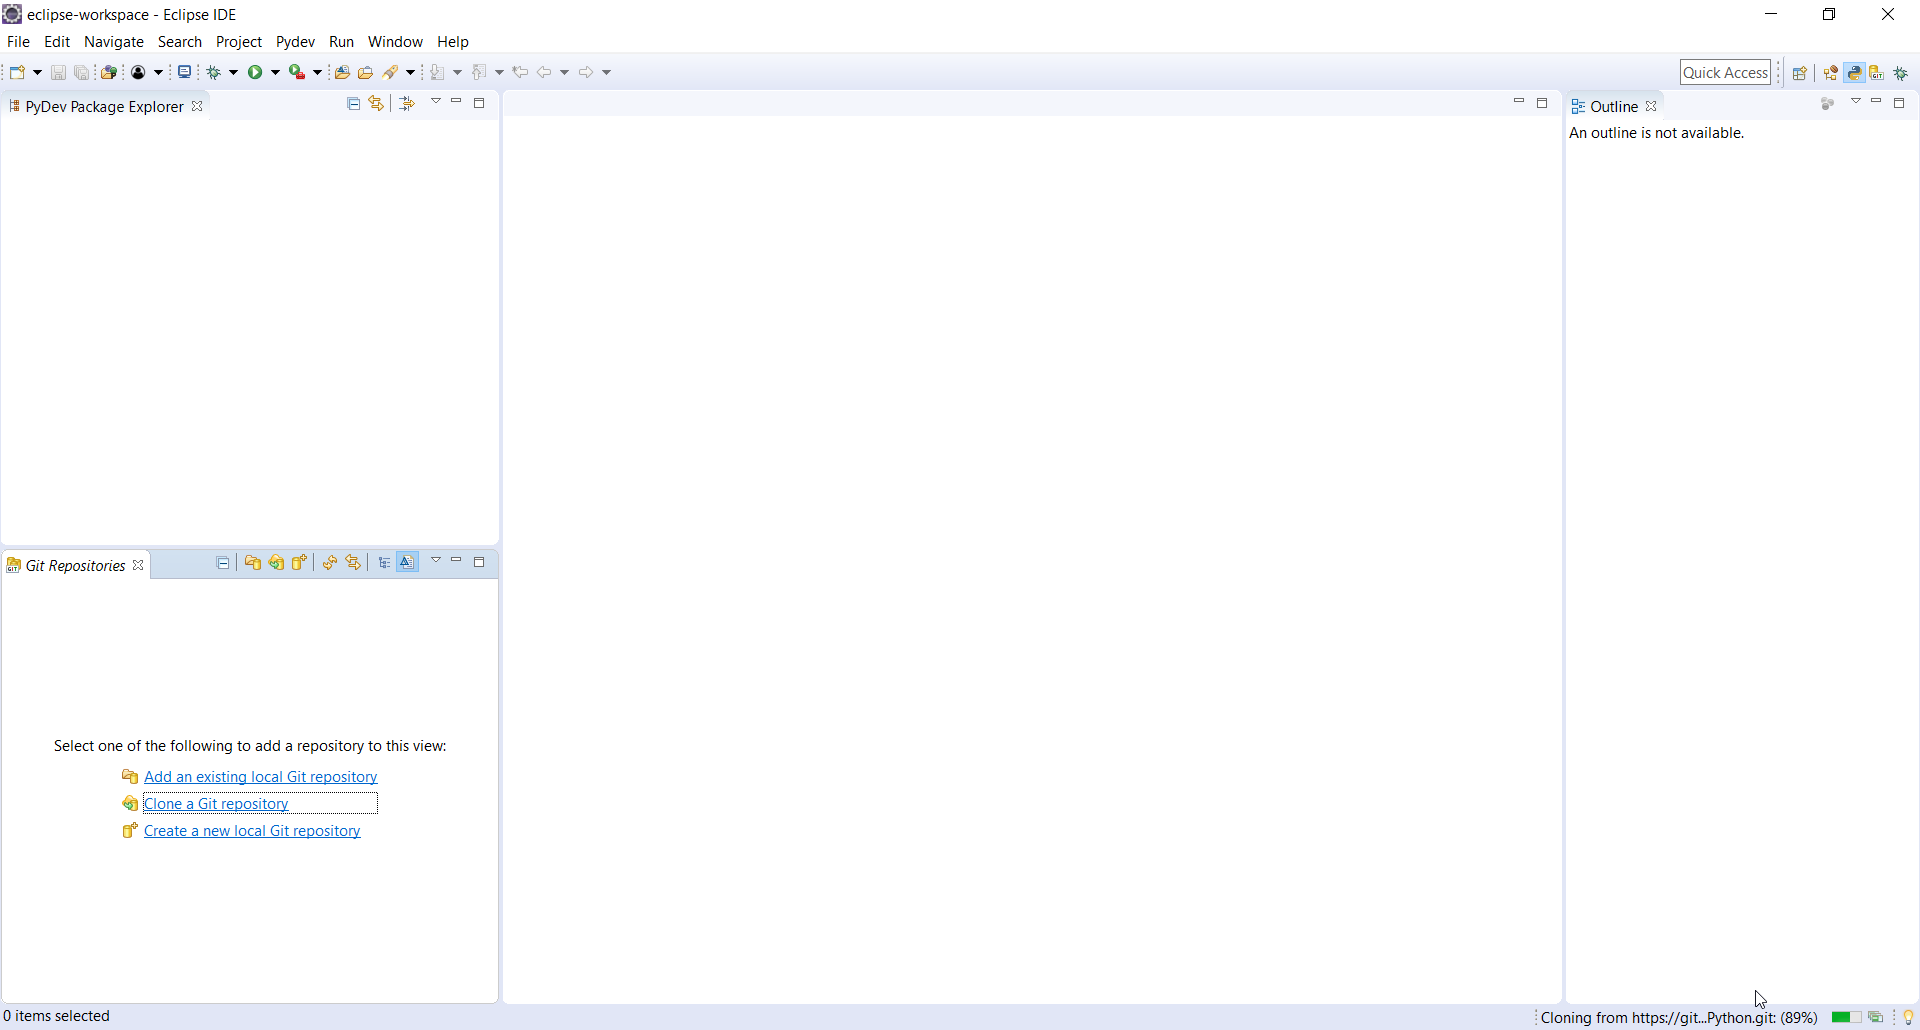 eclipse-workspace - Eclipse IDE
File Edit Navigate Search Project Pydev Run Window Help
Quick Access
PyDev Package Explorer
Outline
An outline is not available.
Git Repositories
Select one of the following to add a repository to this view:
Add an existing local Git repository
Clone a Git repository
Create a new local Git repository
0 items selected
Cloning from https://git...Python.git: (89%)